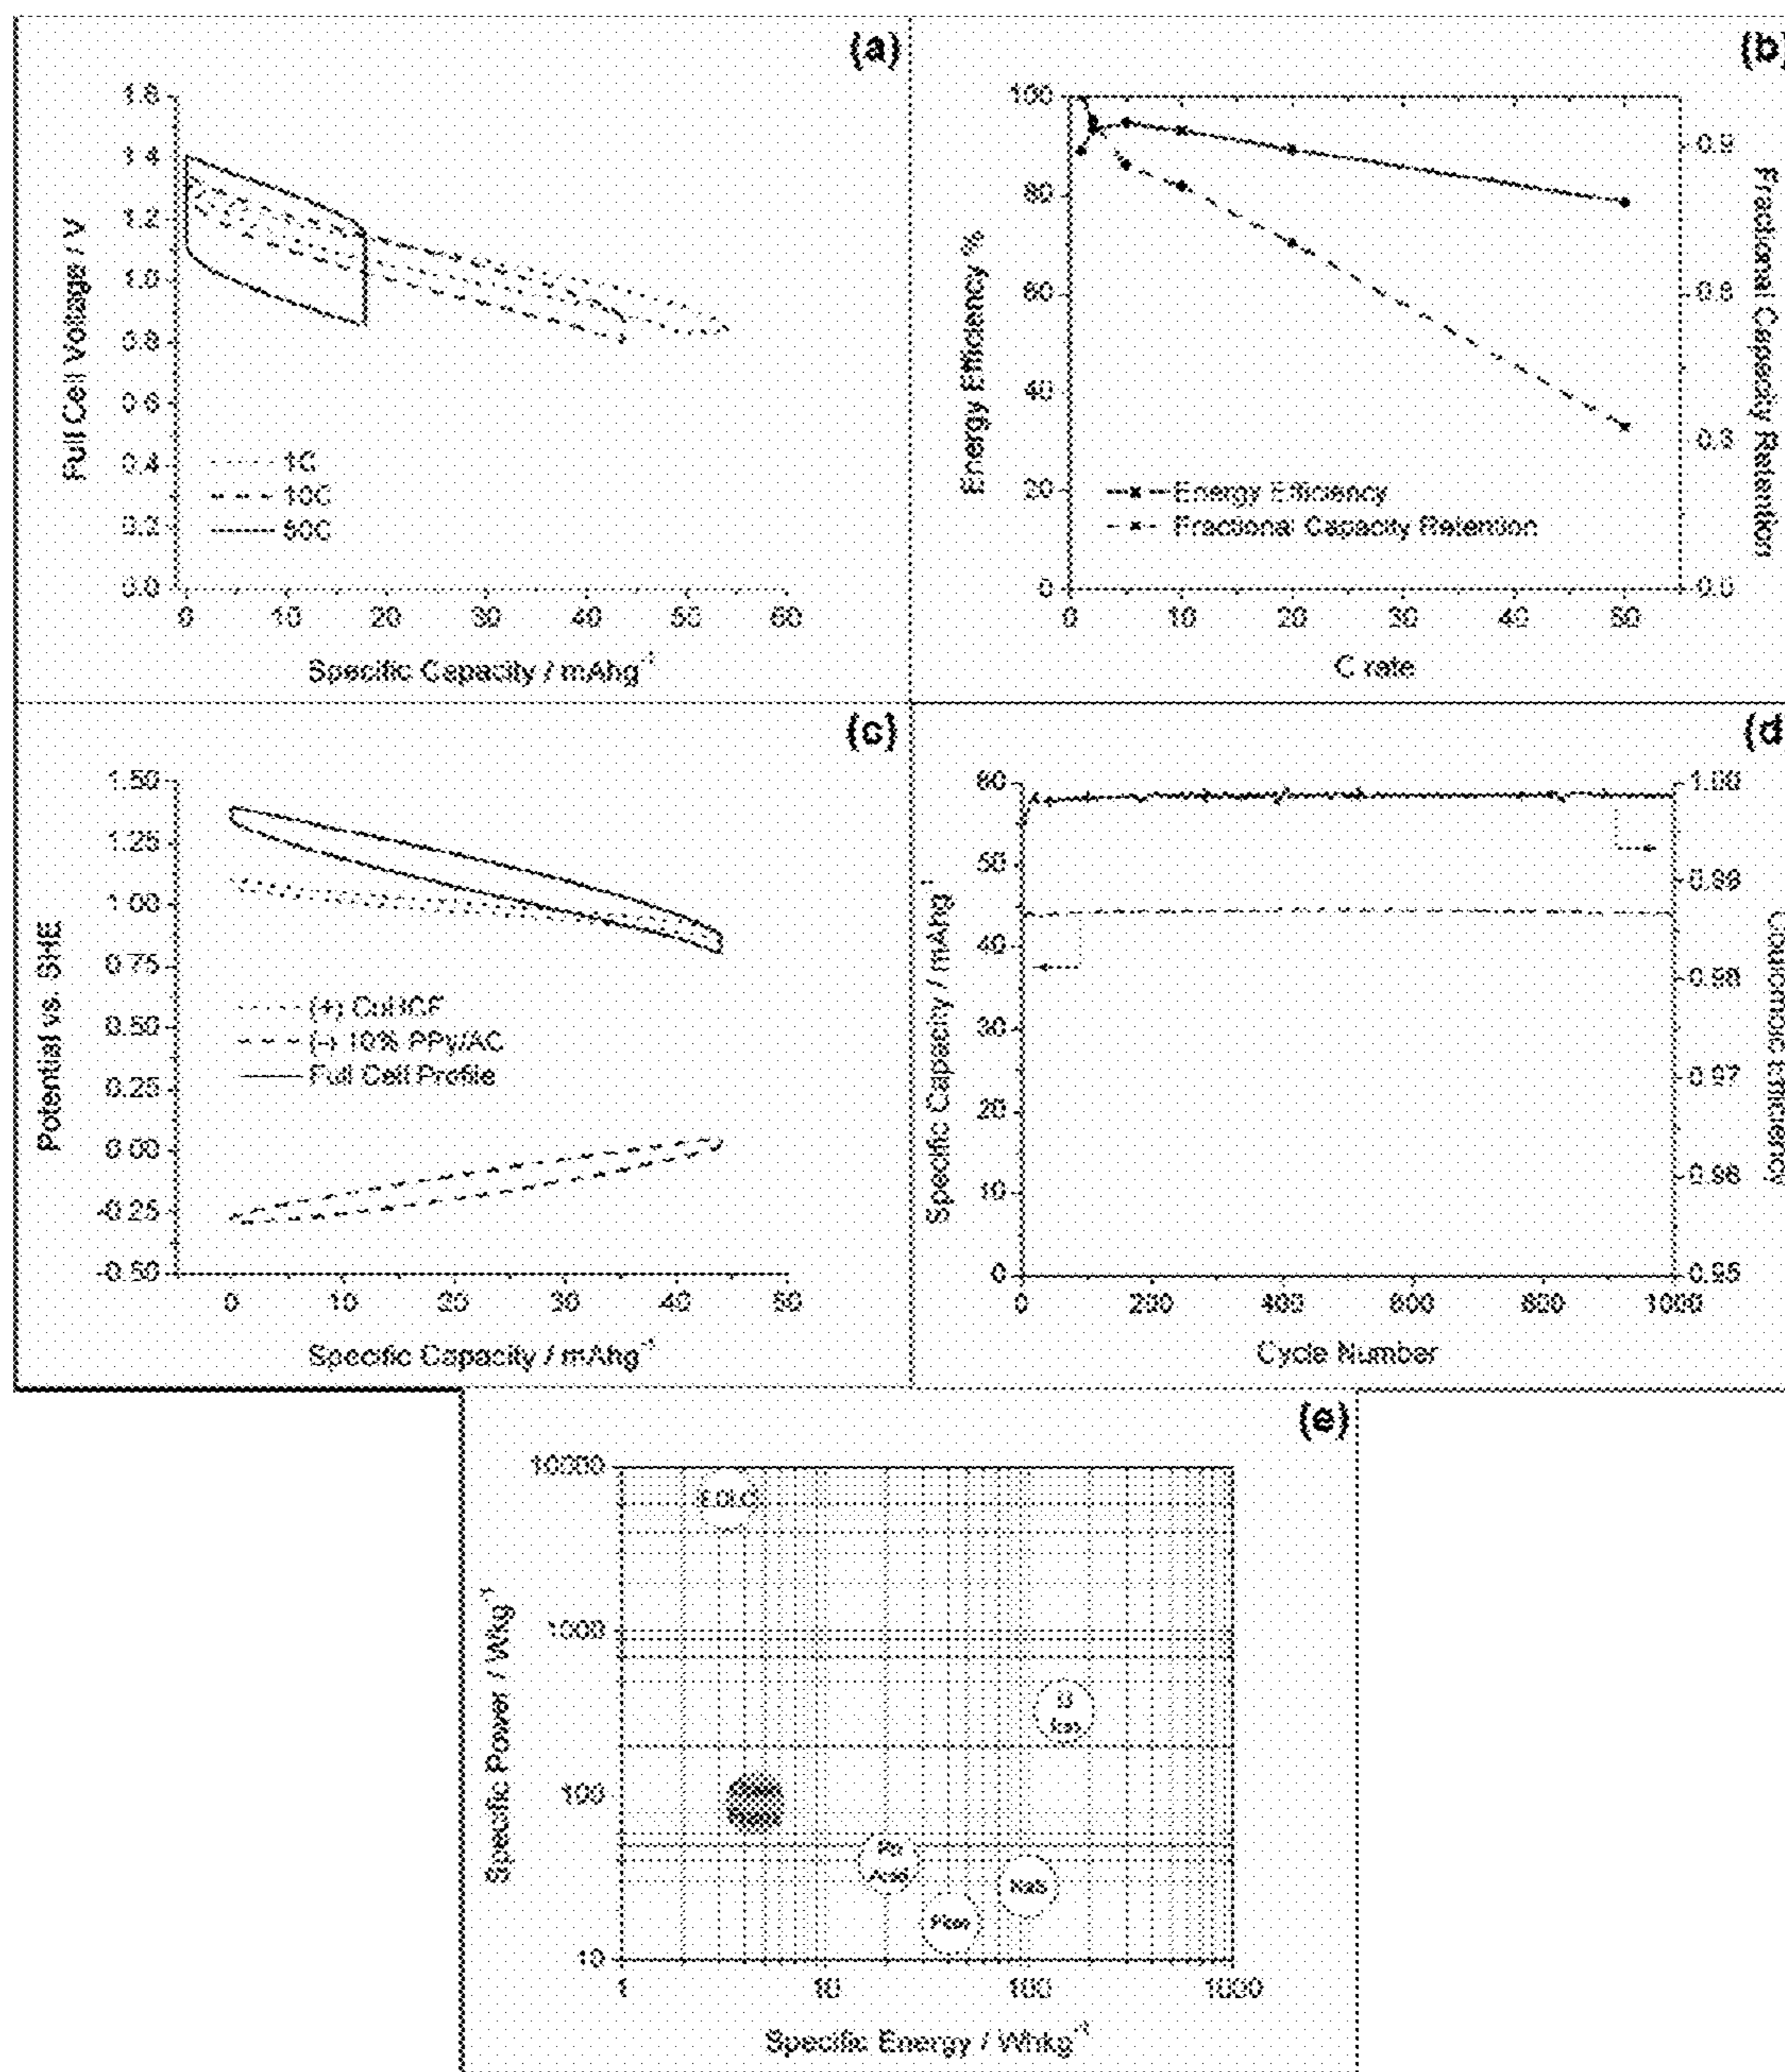 (a)
1.6
1.4
1.2
1.0
0.8
0.6
0.4
0.2
0.0
Full Cell Voltage / V
1C
10C
50C
0 10 20 30 40 50 60
Specific Capacity / mAhg⁻¹
(b)
100
80
40
20
0
Energy Efficiency %
0.9
0.0
Fractional Capacity Retention
Energy Efficiency
Fractional Capacity Retention
0 10 20 30 40 50
C rate
(c)
1.50
1.25
1.00
0.75
0.50
0.25
0.00
-0.25
-0.50
Potential vs. SHE
(+) CuHCF
(-) 10% PPy/AC
Full Cell Profile
0 10 20 30 40 50
Specific Capacity / mAhg⁻¹
(d
50
40
30
20
10
0
Specific Capacity / mAhg⁻¹
1.00
0.99
0.98
0.97
0.96
0.95
Coulombic Efficiency
0 200 400 600 800 1000
Cycle Number
(e)
10000
1000
100
10
Specific Power / Wkg⁻¹
EDLC
Li
Ion
Pb
Acid
NaS
Flow
1 10 100 1000
Specific Energy / Whkg⁻¹